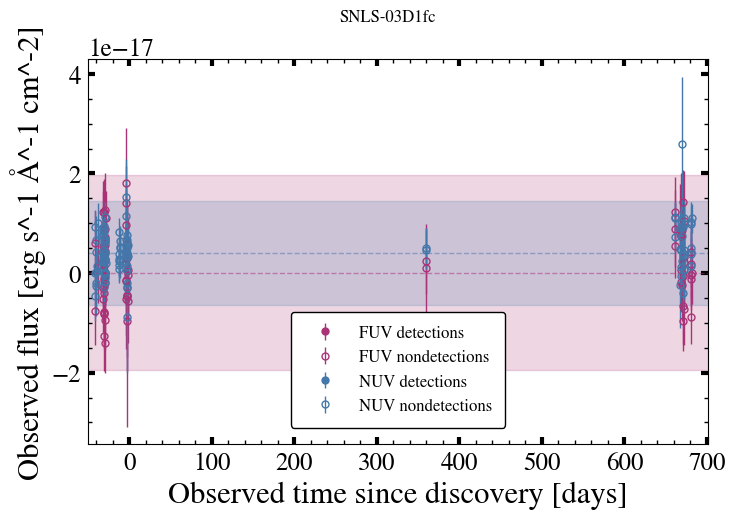 SNLS-03D1fc
1e−17
4
2
0
−2
Observed flux [erg s^-1 Å^-1 cm^-2]
FUV detections
FUV nondetections
NUV detections
NUV nondetections
0 100 200 300 400 500 600 700
Observed time since discovery [days]